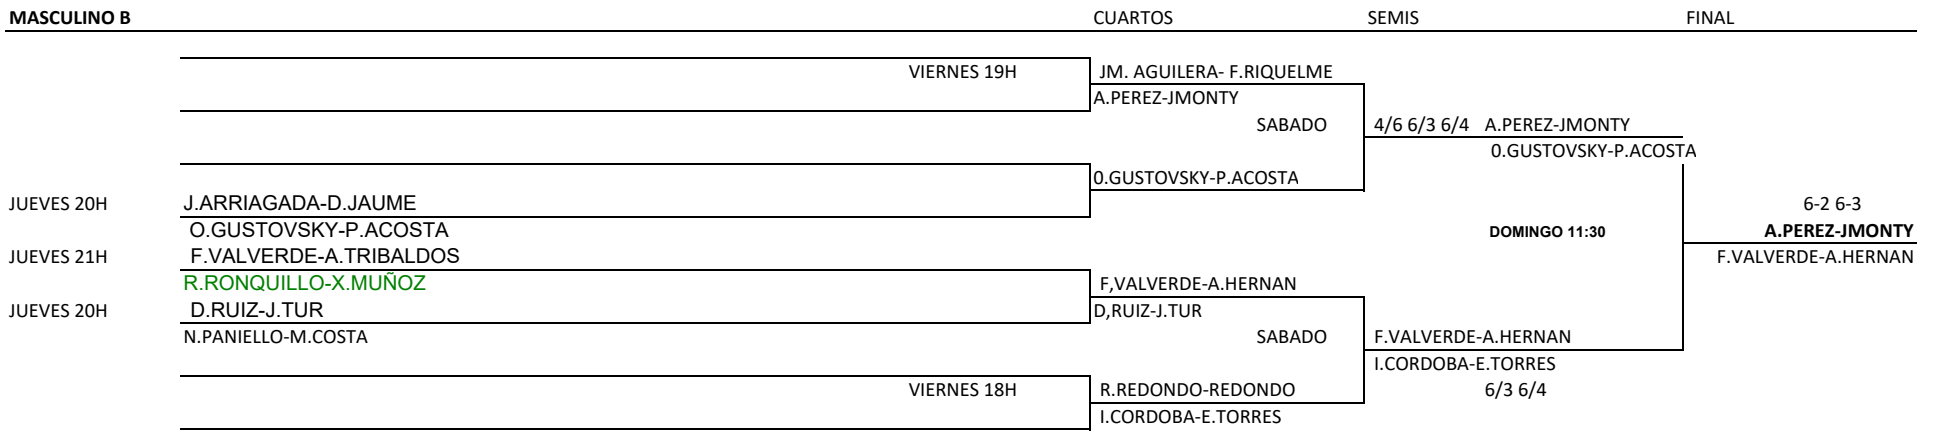 MASCULINO B CUARTOS SEMIS FINAL
VIERNES 19H JM. AGUILERA- F.RIQUELME
A.PEREZ-JMONTY
SABADO 4/6 6/3 6/4 A.PEREZ-JMONTY
0.GUSTOVSKY-P.ACOSTA
0.GUSTOVSKY-P.ACOSTA
JUEVES 20H J.ARRIAGADA-D.JAUME 6-2 6-3
O.GUSTOVSKY-P.ACOSTA DOMINGO 11:30 A.PEREZ-JMONTY
JUEVES 21H F.VALVERDE-A.TRIBALDOS F.VALVERDE-A.HERNAN
R.RONQUILLO-X.MUÑOZ F,VALVERDE-A.HERNAN
JUEVES 20H D.RUIZ-J.TUR D,RUIZ-J.TUR
N.PANIELLO-M.COSTA SABADO F.VALVERDE-A.HERNAN
I.CORDOBA-E.TORRES
VIERNES 18H R.REDONDO-REDONDO 6/3 6/4
I.CORDOBA-E.TORRES